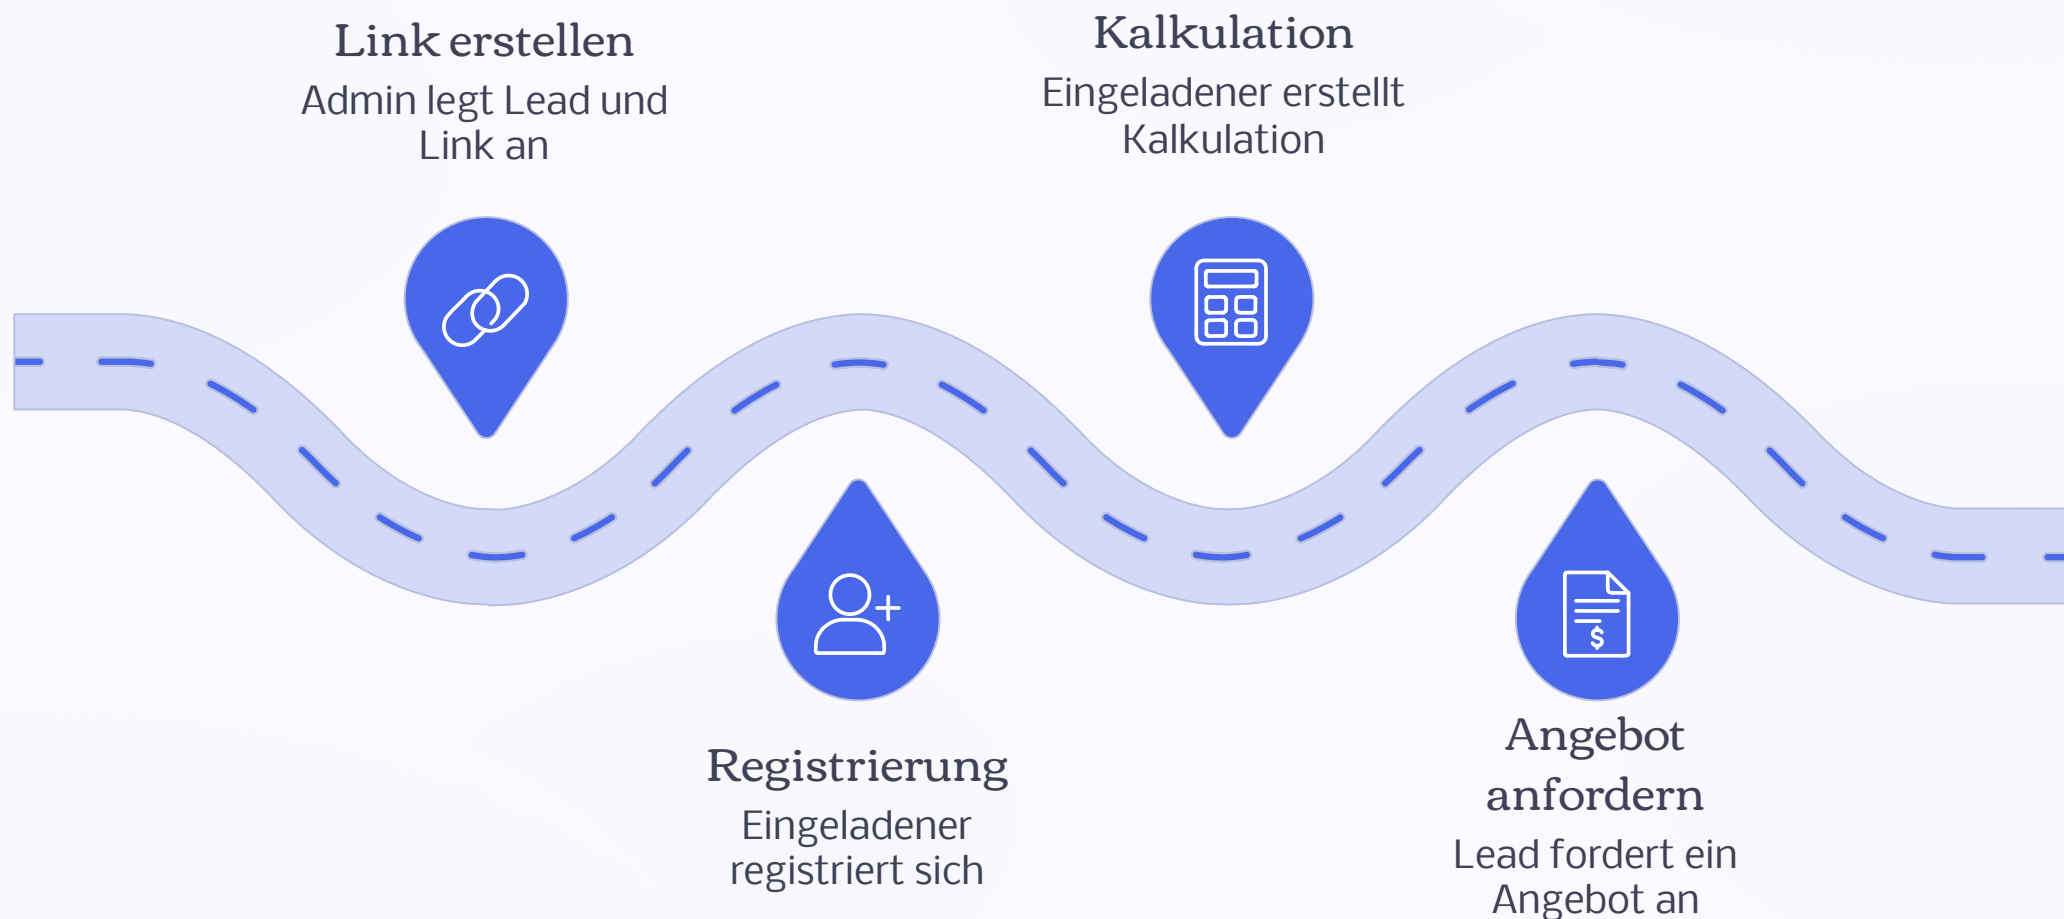 Link erstellen
Admin legt Lead und
Link an
Registrierung
Eingeladener
registriert sich
Kalkulation
Eingeladener erstellt
Kalkulation
Angebot
anfordern
Lead fordert ein
Angebot an
$